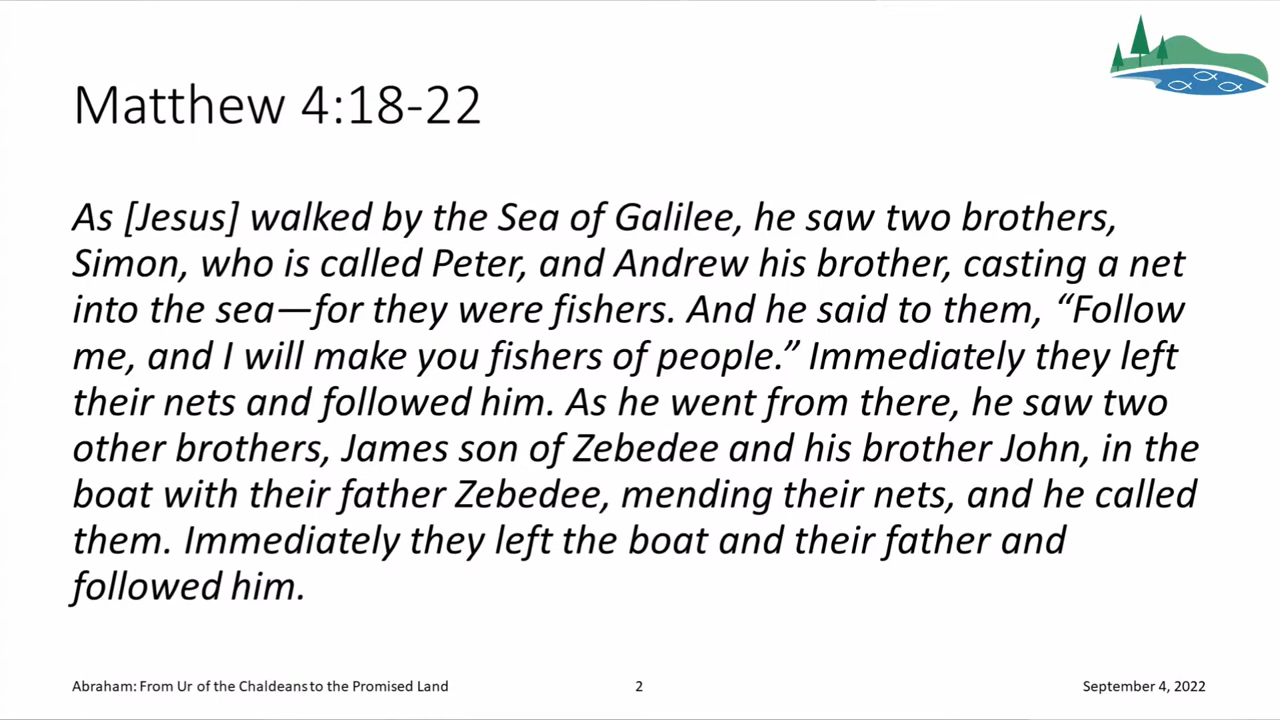 Matthew 4:18-22
As [Jesus] walked by the Sea of Galilee, he saw two brothers,
Simon, who is called Peter, and Andrew his brother, casting a net
into the sea—for they were fishers. And he said to them, “Follow
me, and I will make you fishers of people.” Immediately they left
their nets and followed him. As he went from there, he saw two
other brothers, James son of Zebedee and his brother John, in the
boat with their father Zebedee, mending their nets, and he called
them. Immediately they left the boat and their father and
followed him.
Abraham: From Ur of the Chaldeans to the Promised Land
2
September 4, 2022